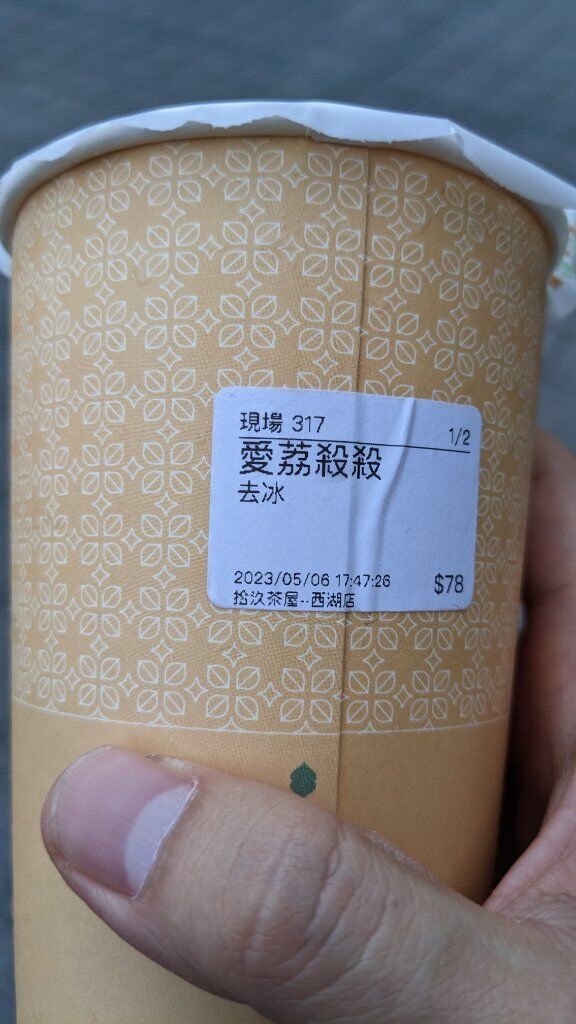 現場 317
1/2
愛荔殺殺
去冰
2023/05/06 17:47:26 $78
拾汣茶屋--西湖店